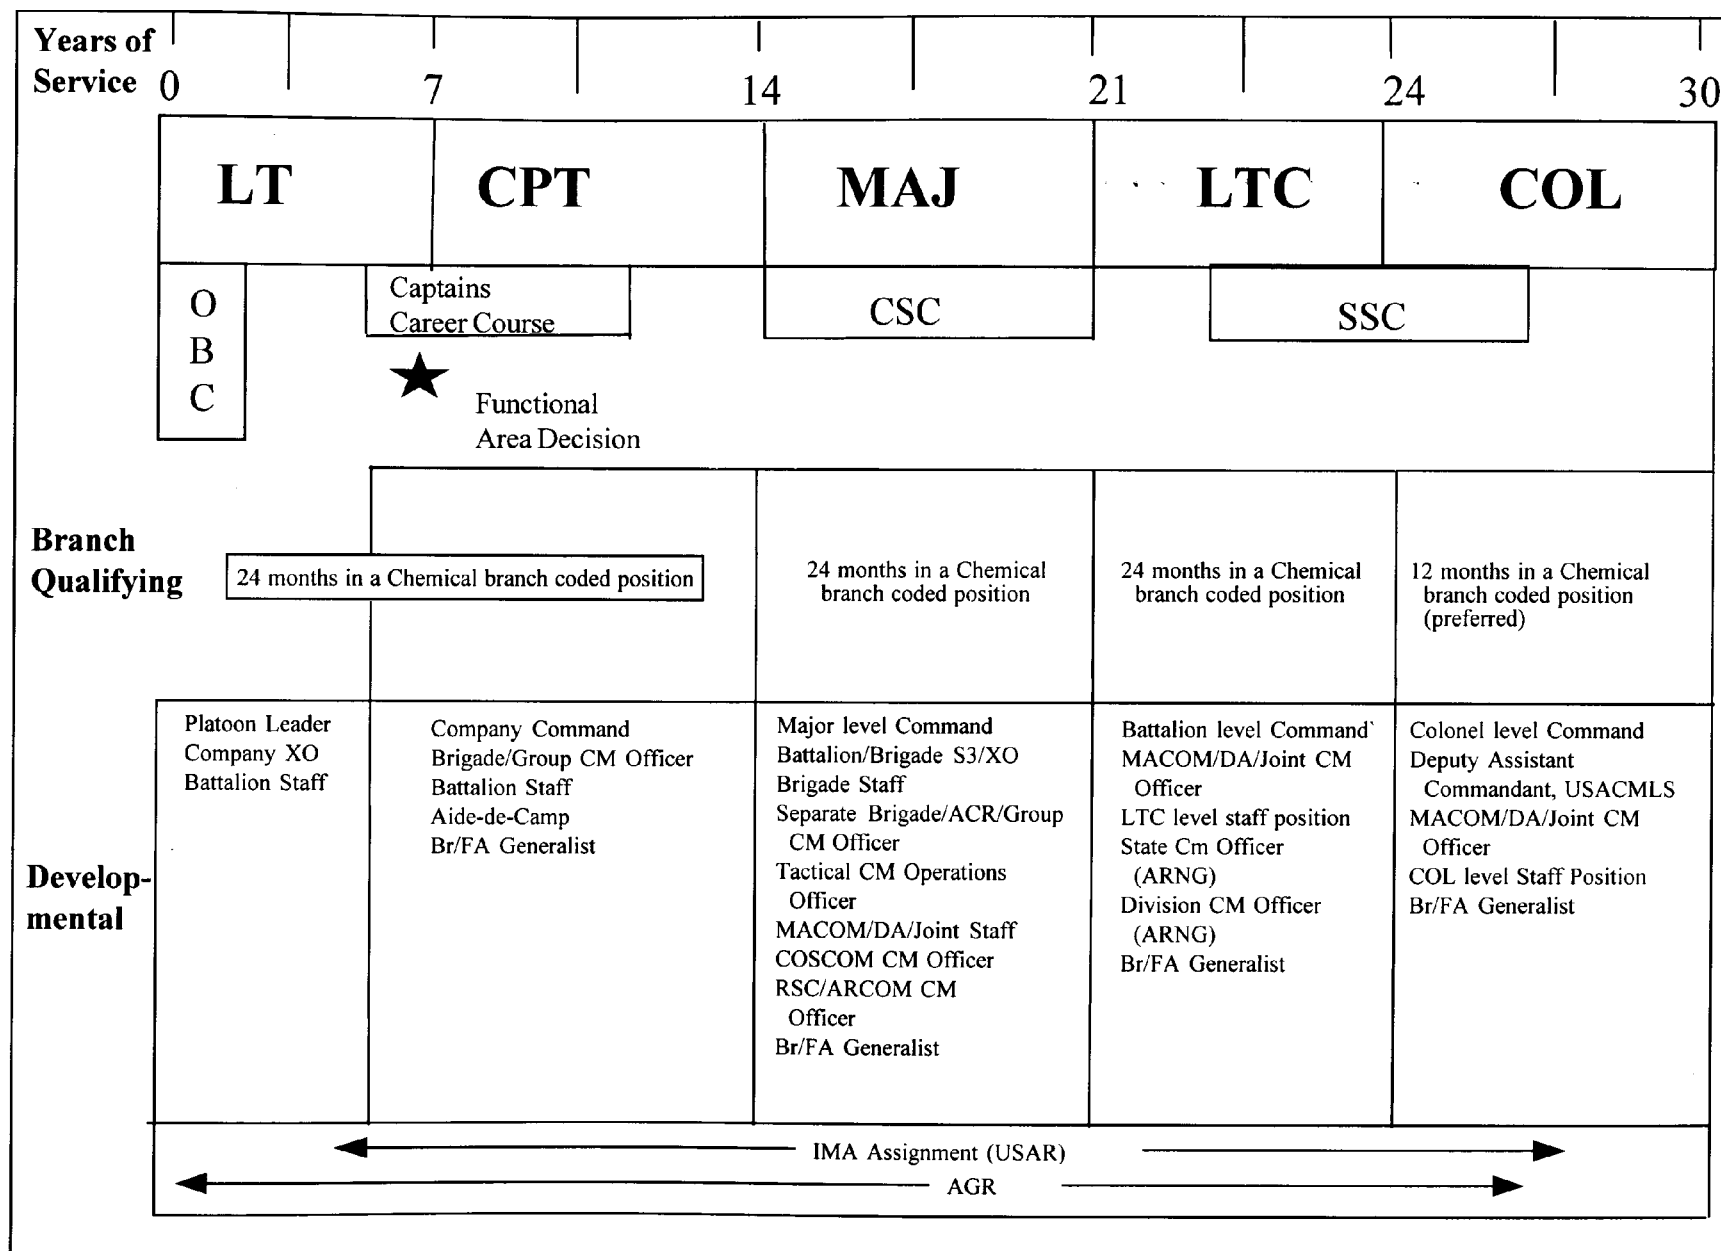 Years of
Service 0 7 14 21 24 30
LT CPT MAJ LTC COL
O
B
C
Captains
Career Course
CSC
SSC
Functional
Area Decision
Branch
Qualifying
24 months in a Chemical branch coded position
24 months in a Chemical
branch coded position
24 months in a Chemical
branch coded position
12 months in a Chemical
branch coded position
(preferred)
Develop-
mental
Platoon Leader
Company XO
Battalion Staff
Company Command
Brigade/Group CM Officer
Battalion Staff
Aide-de-Camp
Br/FA Generalist
Major level Command
Battalion/Brigade S3/XO
Brigade Staff
Separate Brigade/ACR/Group
CM Officer
Tactical CM Operations
Officer
MACOM/DA/Joint Staff
COSCOM CM Officer
RSC/ARCOM CM
Officer
Br/FA Generalist
Battalion level Command
MACOM/DA/Joint CM
Officer
LTC level staff position
State Cm Officer
(ARNG)
Division CM Officer
(ARNG)
Br/FA Generalist
Colonel level Command
Deputy Assistant
Commandant, USACMLS
MACOM/DA/Joint CM
Officer
COL level Staff Position
Br/FA Generalist
IMA Assignment (USAR)
AGR